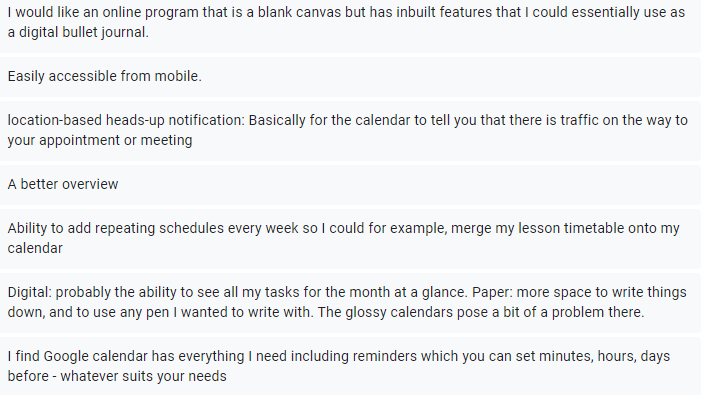 I would like an online program that is a blank canvas but has inbuilt features that I could essentially use as
a digital bullet journal.
Easily accessible from mobile.
location-based heads-up notification: Basically for the calendar to tell you that there is traffic on the way to
your appointment or meeting
A better overview
Ability to add repeating schedules every week so I could for example, merge my lesson timetable onto my
calendar
Digital: probably the ability to see all my tasks for the month at a glance. Paper: more space to write things
down, and to use any pen I wanted to write with. The glossy calendars pose a bit of a problem there.
I find Google calendar has everything I need including reminders which you can set minutes, hours, days
before - whatever suits your needs